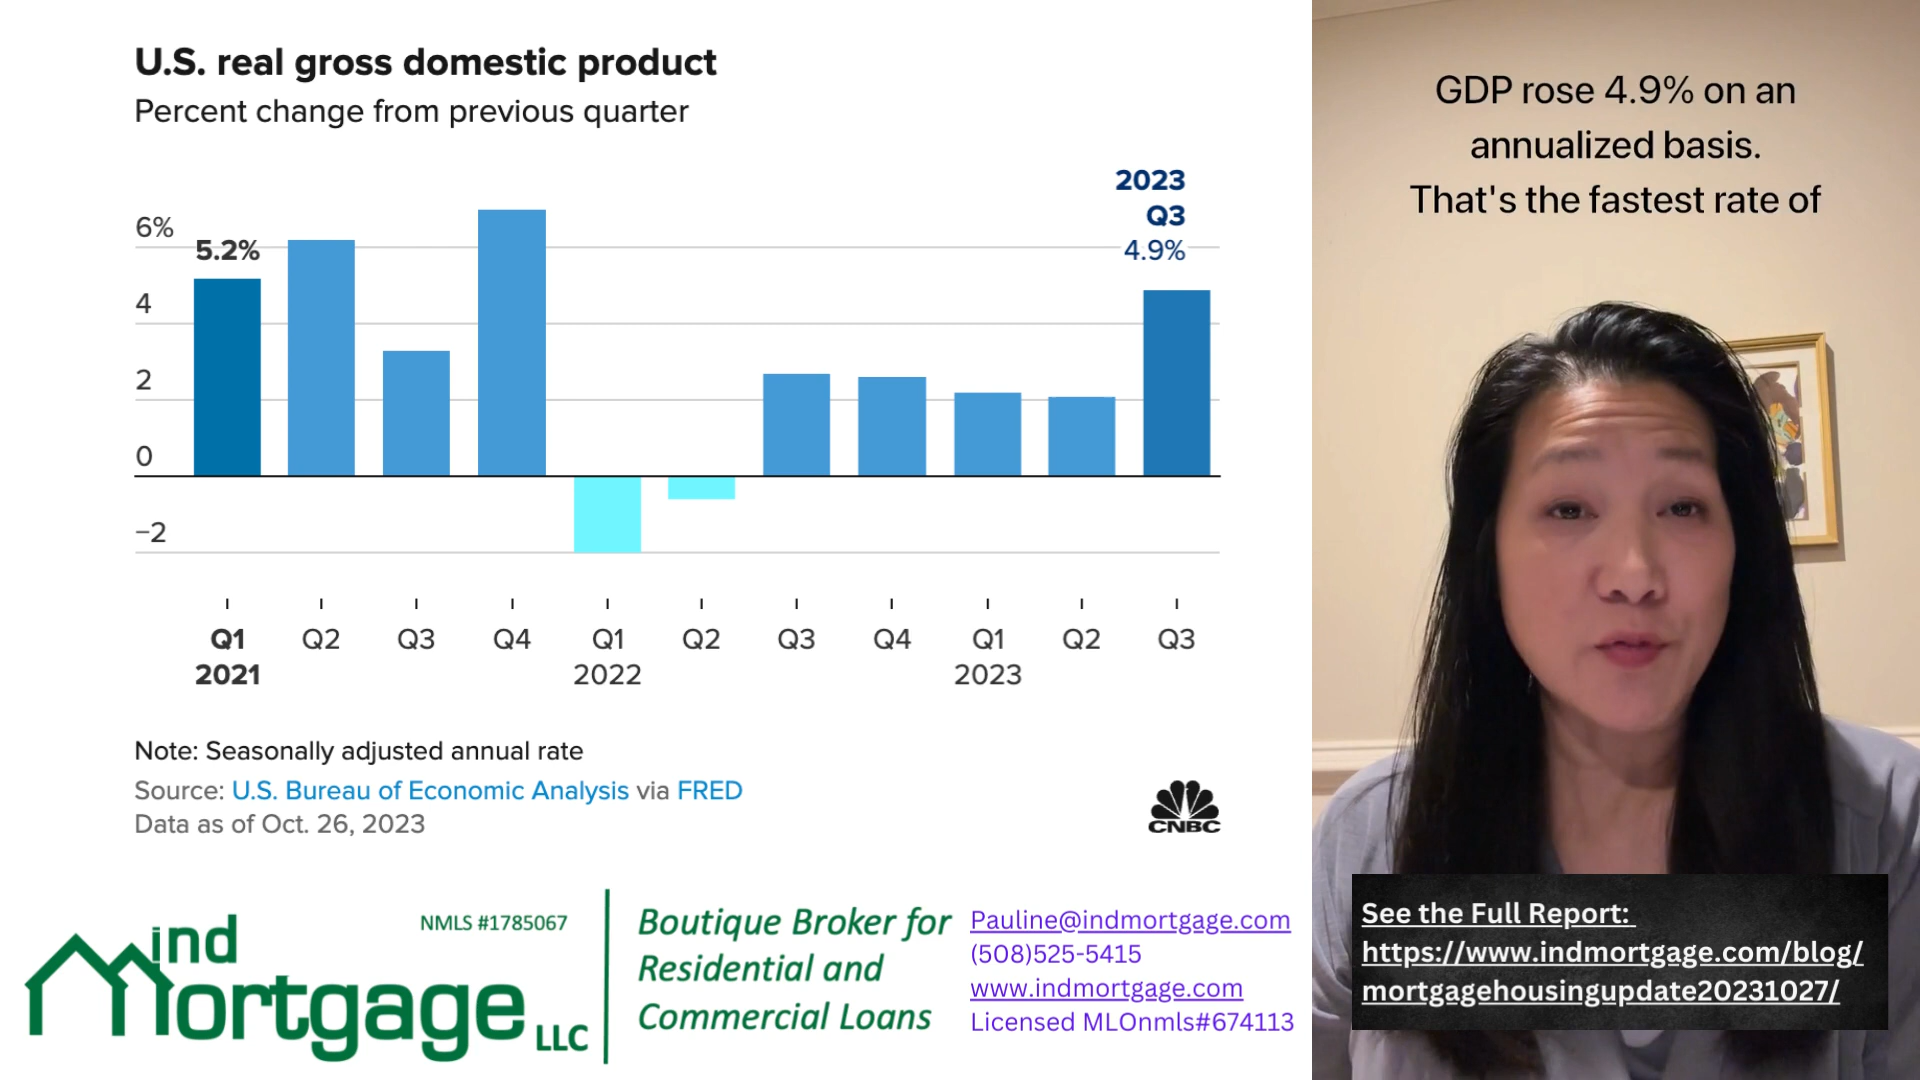 U.S. real gross domestic product
Percent change from previous quarter
2023
Q3
4.9%
6%
5.2%
4
2
0
−2
Q1 Q2 Q3 Q4 Q1 Q2 Q3 Q4 Q1 Q2 Q3
2021 2022 2023
Note: Seasonally adjusted annual rate
Source: U.S. Bureau of Economic Analysis via FRED
Data as of Oct. 26, 2023
CNBC
ind
Mortgage LLC
NMLS #1785067
Boutique Broker for
Residential and
Commercial Loans
Pauline@indmortgage.com
(508)525-5415
www.indmortgage.com
Licensed MLOnmls#674113
GDP rose 4.9% on an
annualized basis.
That's the fastest rate of
See the Full Report:
https://www.indmortgage.com/blog/
mortgagehousingupdate20231027/